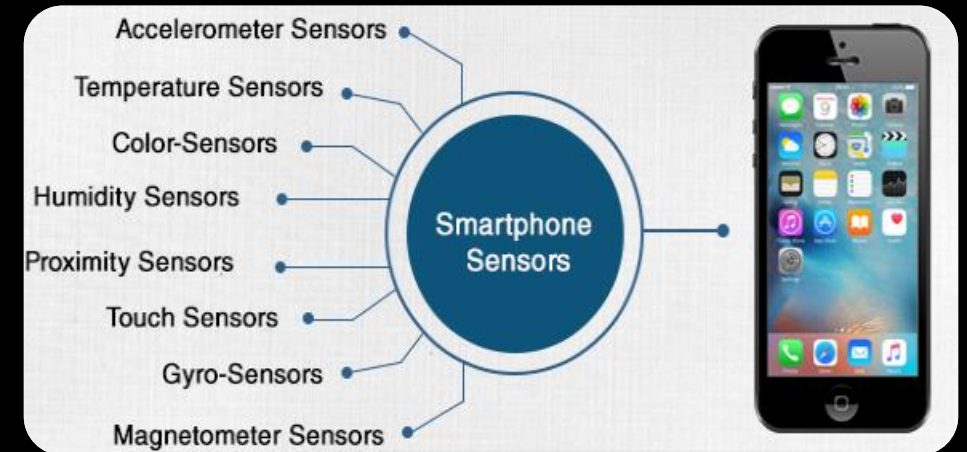 Accelerometer Sensors
Temperature Sensors
Color-Sensors
Humidity Sensors
Proximity Sensors
Touch Sensors
Gyro-Sensors
Magnetometer Sensors
Smartphone
Sensors